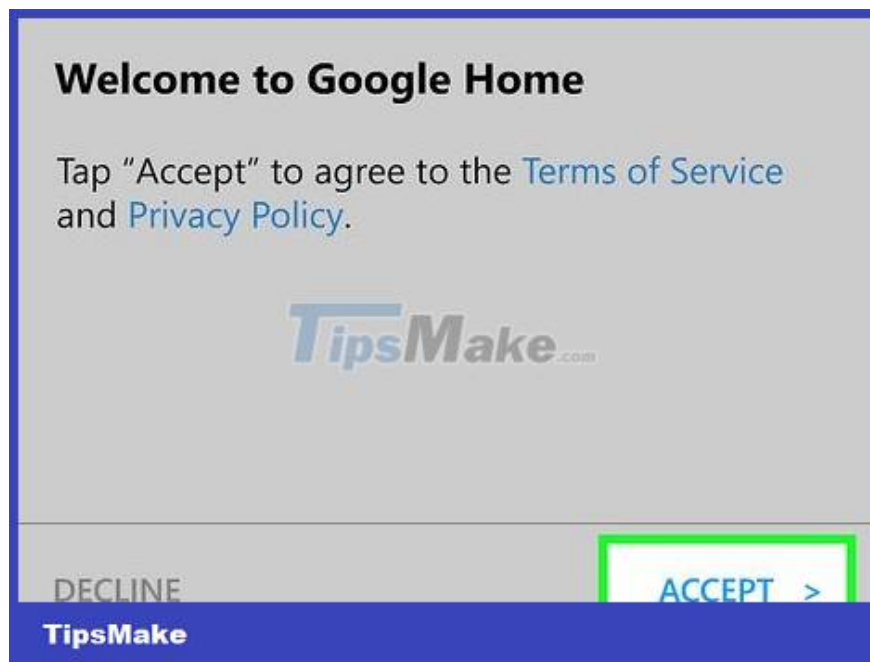 Welcome to Google Home
Tap “Accept” to agree to the Terms of Service
and Privacy Policy.
TipsMake.com
DECLINE
ACCEPT >
TipsMake